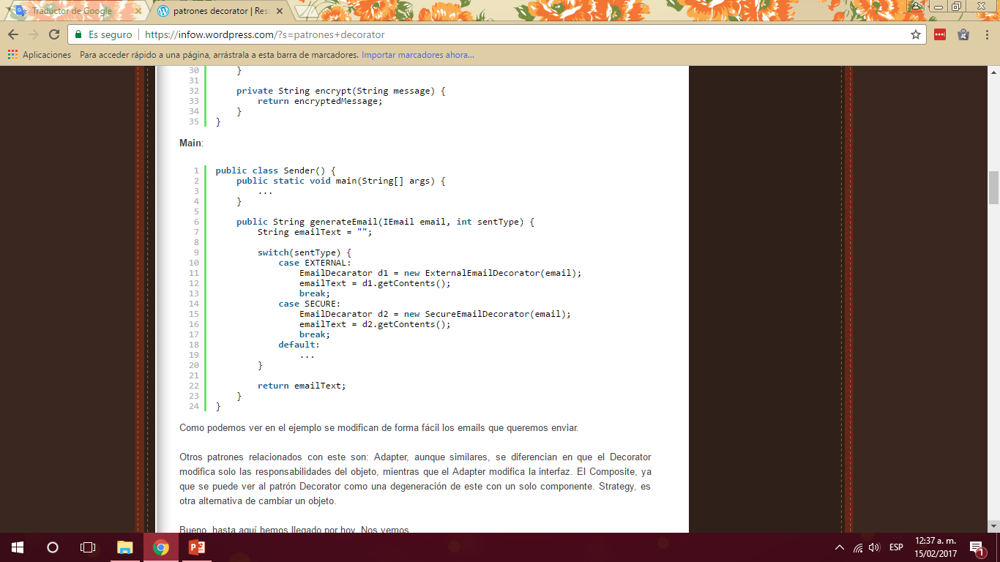 Traductor de Google
patrones decorator | Res
Es seguro https://infow.wordpress.com/?s=patrones+decorator
Aplicaciones Para acceder rápido a una página, arrástrala a esta barra de marcadores. Importar marcadores ahora...
30 }
31
32 private String encrypt(String message) {
33 return encryptedMessage;
34 }
35 }
Main:
1 public class Sender() {
2 public static void main(String[] args) {
3 ...
4 }
5
6 public String generateEmail(IEmail email, int sentType) {
7 String emailText = "";
8
9 switch(sentType) {
10 case EXTERNAL:
11 EmailDecarator d1 = new ExternalEmailDecorator(email);
12 emailText = d1.getContents();
13 break;
14 case SECURE:
15 EmailDecarator d2 = new SecureEmailDecorator(email);
16 emailText = d2.getContents();
17 break;
18 default:
19 ...
20 }
21
22 return emailText;
23 }
24 }
Como podemos ver en el ejemplo se modifican de forma fácil los emails que queremos enviar.
Otros patrones relacionados con este son: Adapter, aunque similares, se diferencian en que el Decorator
modifica solo las responsabilidades del objeto, mientras que el Adapter modifica la interfaz. El Composite, ya
que se puede ver al patrón Decorator como una degeneración de este con un solo componente. Strategy, es
otra alternativa de cambiar un objeto.
Bueno, hasta aquí hemos llegado por hoy. Nos vemos.
ESP
12:37 a. m.
15/02/2017
1